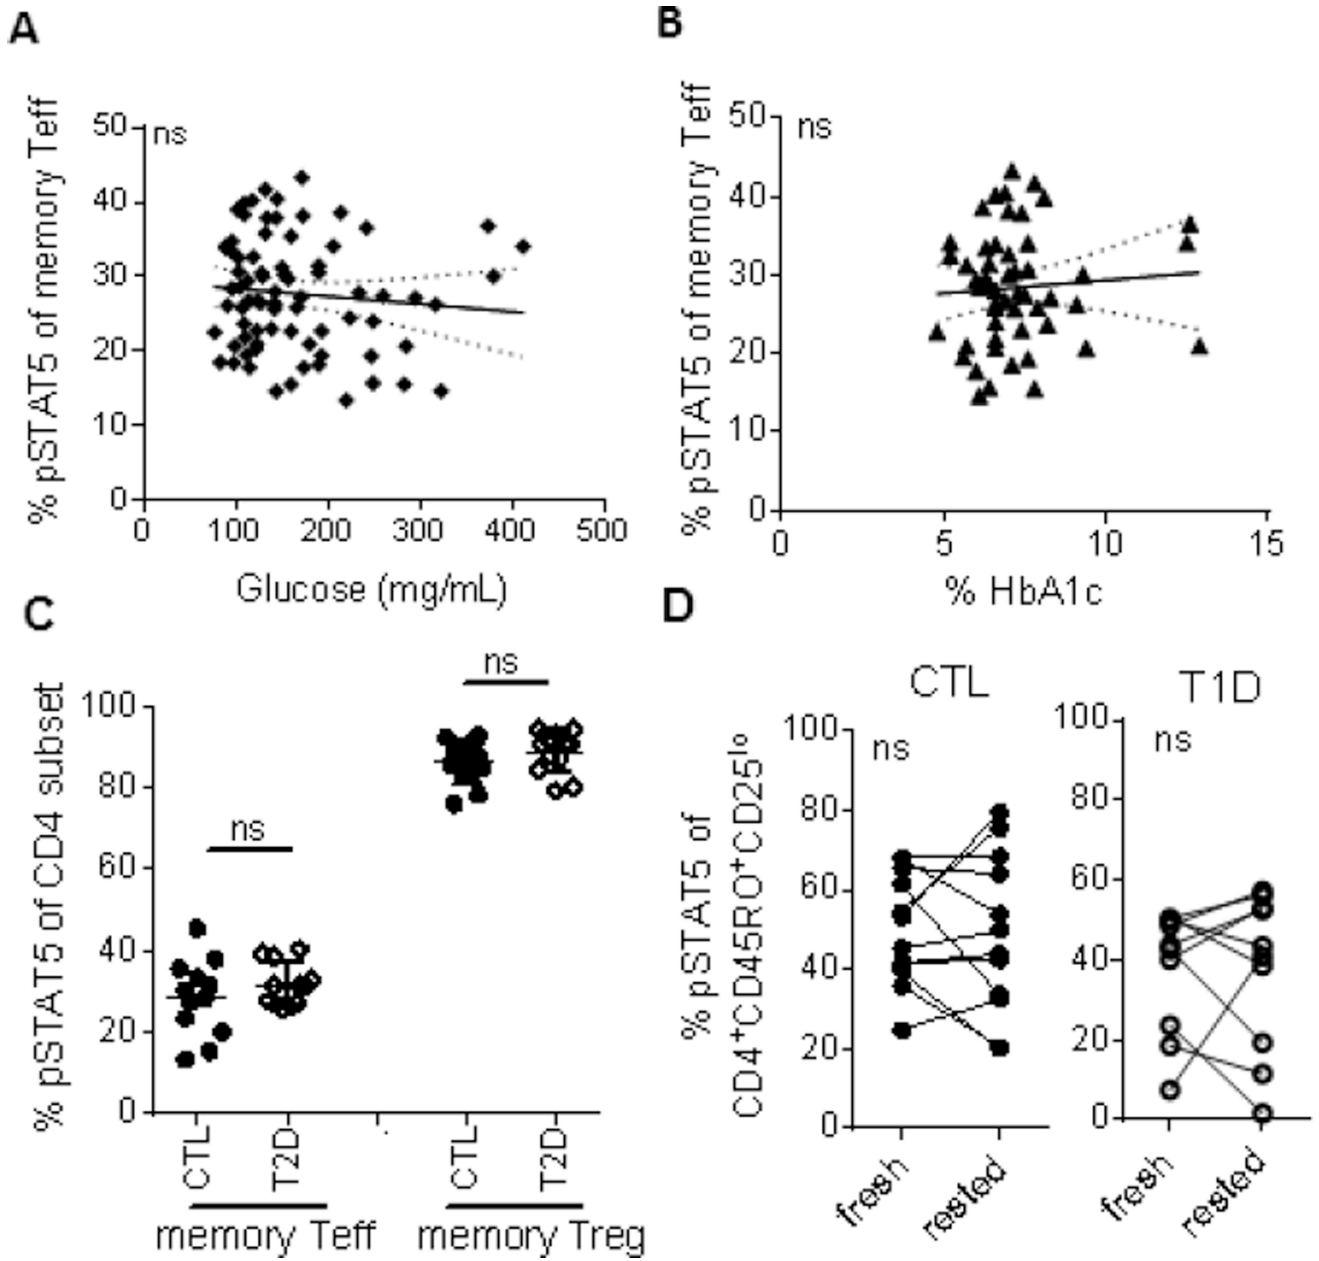 A
% pSTAT5 of memory Teff
50
40
30
20
10
0
ns
0 100 200 300 400 500
Glucose (mg/mL)
B
% pSTAT5 of memory Teff
50
40
30
20
10
0
ns
0 5 10 15
% HbA1c
C
% pSTAT5 of CD4 subset
100
80
60
40
20
0
ns
ns
CTL T2D CTL T2D
memory Teff memory Treg
D
% pSTAT5 of
CD4⁺CD45RO⁺CD25ˡᵒ
CTL
100
80
60
40
20
0
ns
fresh rested
T1D
100
80
60
40
20
0
ns
fresh rested